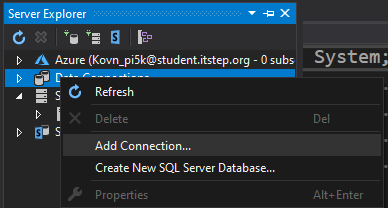 Server Explorer
Azure (Kovn_pi5k@student.itstep.org - 0 subs
System;
Data Connections
S
Refresh
Delete Del
S
Add Connection...
Create New SQL Server Database...
Properties Alt+Enter